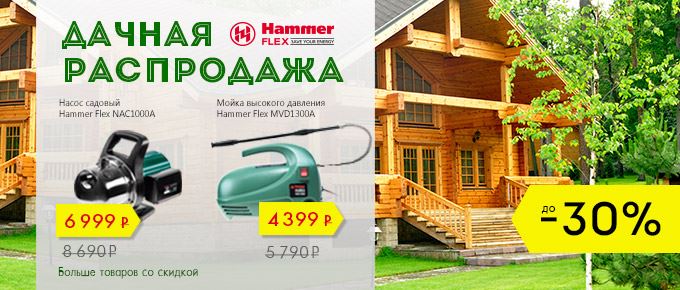 ДАЧНАЯ
РАСПРОДАЖА
Hammer
FLEX SAVE YOUR ENERGY
Насос садовый
Hammer Flex NAC1000A
6 999 ₽
8 690 ₽
Мойка высокого давления
Hammer Flex MVD1300A
4 399 ₽
5 790 ₽
Больше товаров со скидкой
до -30%